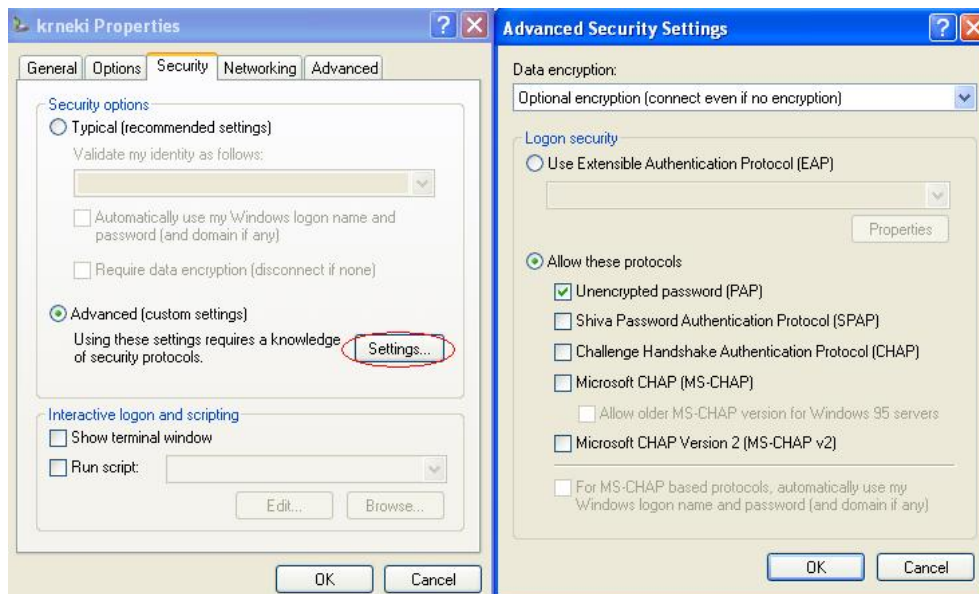 krneki Properties
General Options Security Networking Advanced
Security options
Typical (recommended settings)
Validate my identity as follows:
Automatically use my Windows logon name and
password (and domain if any)
Require data encryption (disconnect if none)
Advanced (custom settings)
Using these settings requires a knowledge
of security protocols.
Settings...
Interactive logon and scripting
Show terminal window
Run script:
Edit... Browse...
OK Cancel
Advanced Security Settings
Data encryption:
Optional encryption (connect even if no encryption)
Logon security
Use Extensible Authentication Protocol (EAP)
Properties
Allow these protocols
Unencrypted password (PAP)
Shiva Password Authentication Protocol (SPAP)
Challenge Handshake Authentication Protocol (CHAP)
Microsoft CHAP (MS-CHAP)
Allow older MS-CHAP version for Windows 95 servers
Microsoft CHAP Version 2 (MS-CHAP v2)
For MS-CHAP based protocols, automatically use my
Windows logon name and password (and domain if any)
OK Cancel